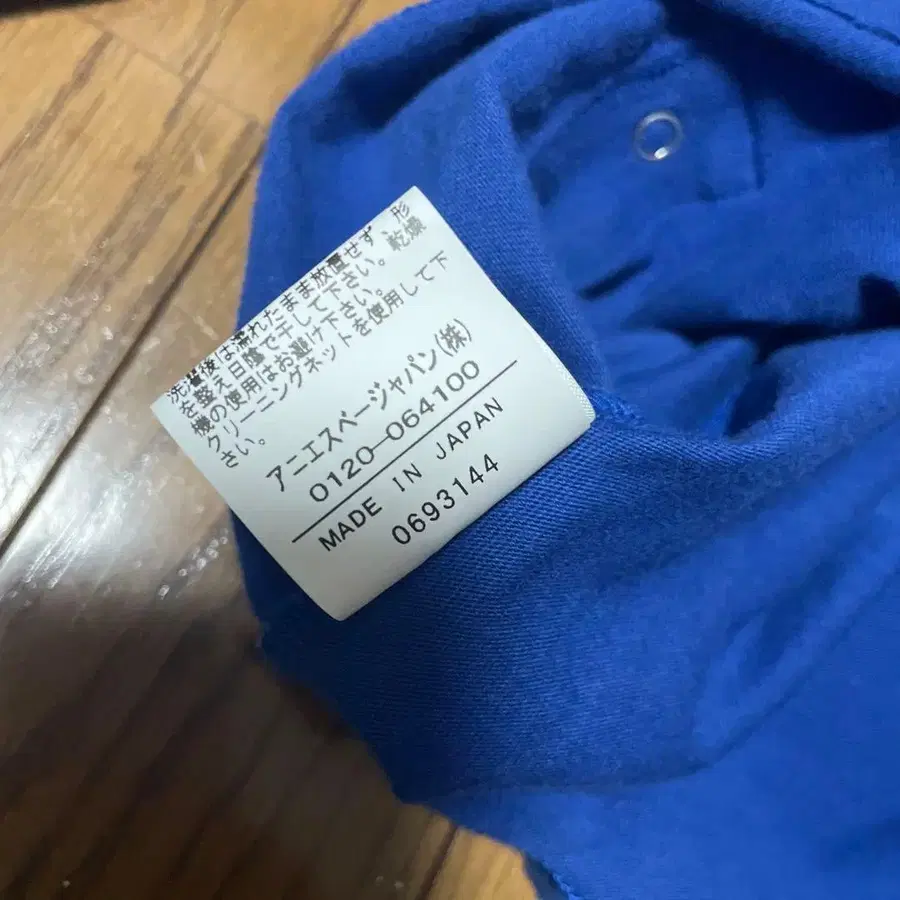 洗濯後は濡れたまま放置せず 形
を整え日陰で干して下さい。乾燥
機の使用はお避け下さい。
クリーニングネットを使用して下
さい。
アニエスベージャパン(株)
0120-064100
MADE IN JAPAN
0693144